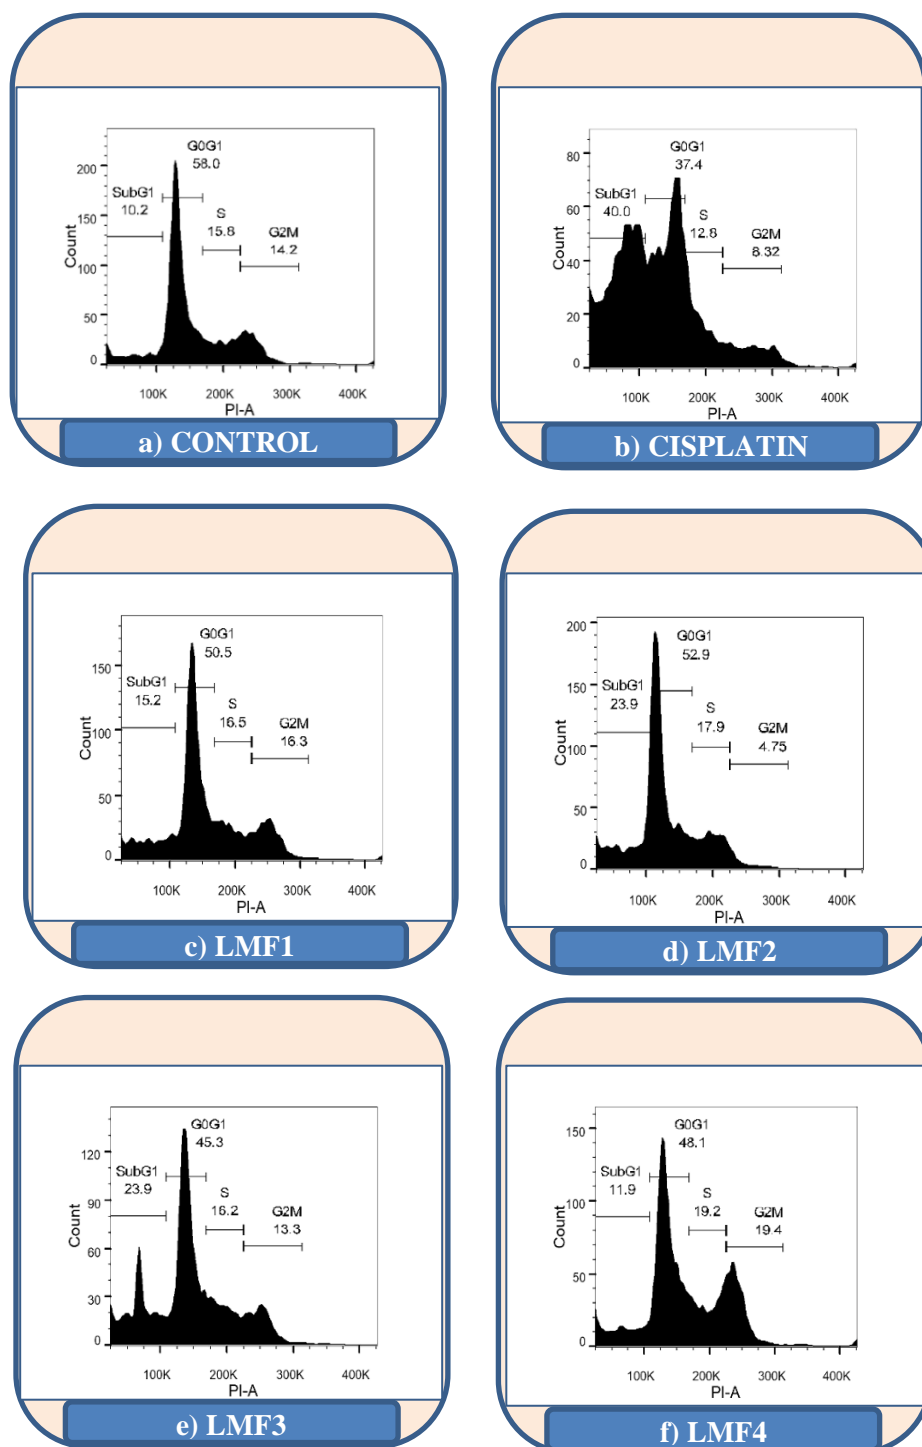 G0G1
58.0
SubG1
10.2
S
15.8
G2M
14.2
200
150
100
50
0
Count
100K 200K 300K 400K
PI-A
a) CONTROL
G0G1
37.4
SubG1
40.0
S
12.8
G2M
8.32
80
60
40
20
0
Count
100K 200K 300K 400K
PI-A
b) CISPLATIN
G0G1
50.5
SubG1
15.2
S
16.5
G2M
16.3
150
100
50
0
Count
100K 200K 300K 400K
PI-A
c) LMF1
G0G1
52.9
SubG1
23.9
S
17.9
G2M
4.75
200
150
100
50
0
Count
100K 200K 300K 400K
PI-A
d) LMF2
G0G1
45.3
SubG1
23.9
S
16.2
G2M
13.3
120
90
60
30
0
Count
100K 200K 300K 400K
PI-A
e) LMF3
G0G1
48.1
SubG1
11.9
S
19.2
G2M
19.4
150
100
50
0
Count
100K 200K 300K 400K
PI-A
f) LMF4